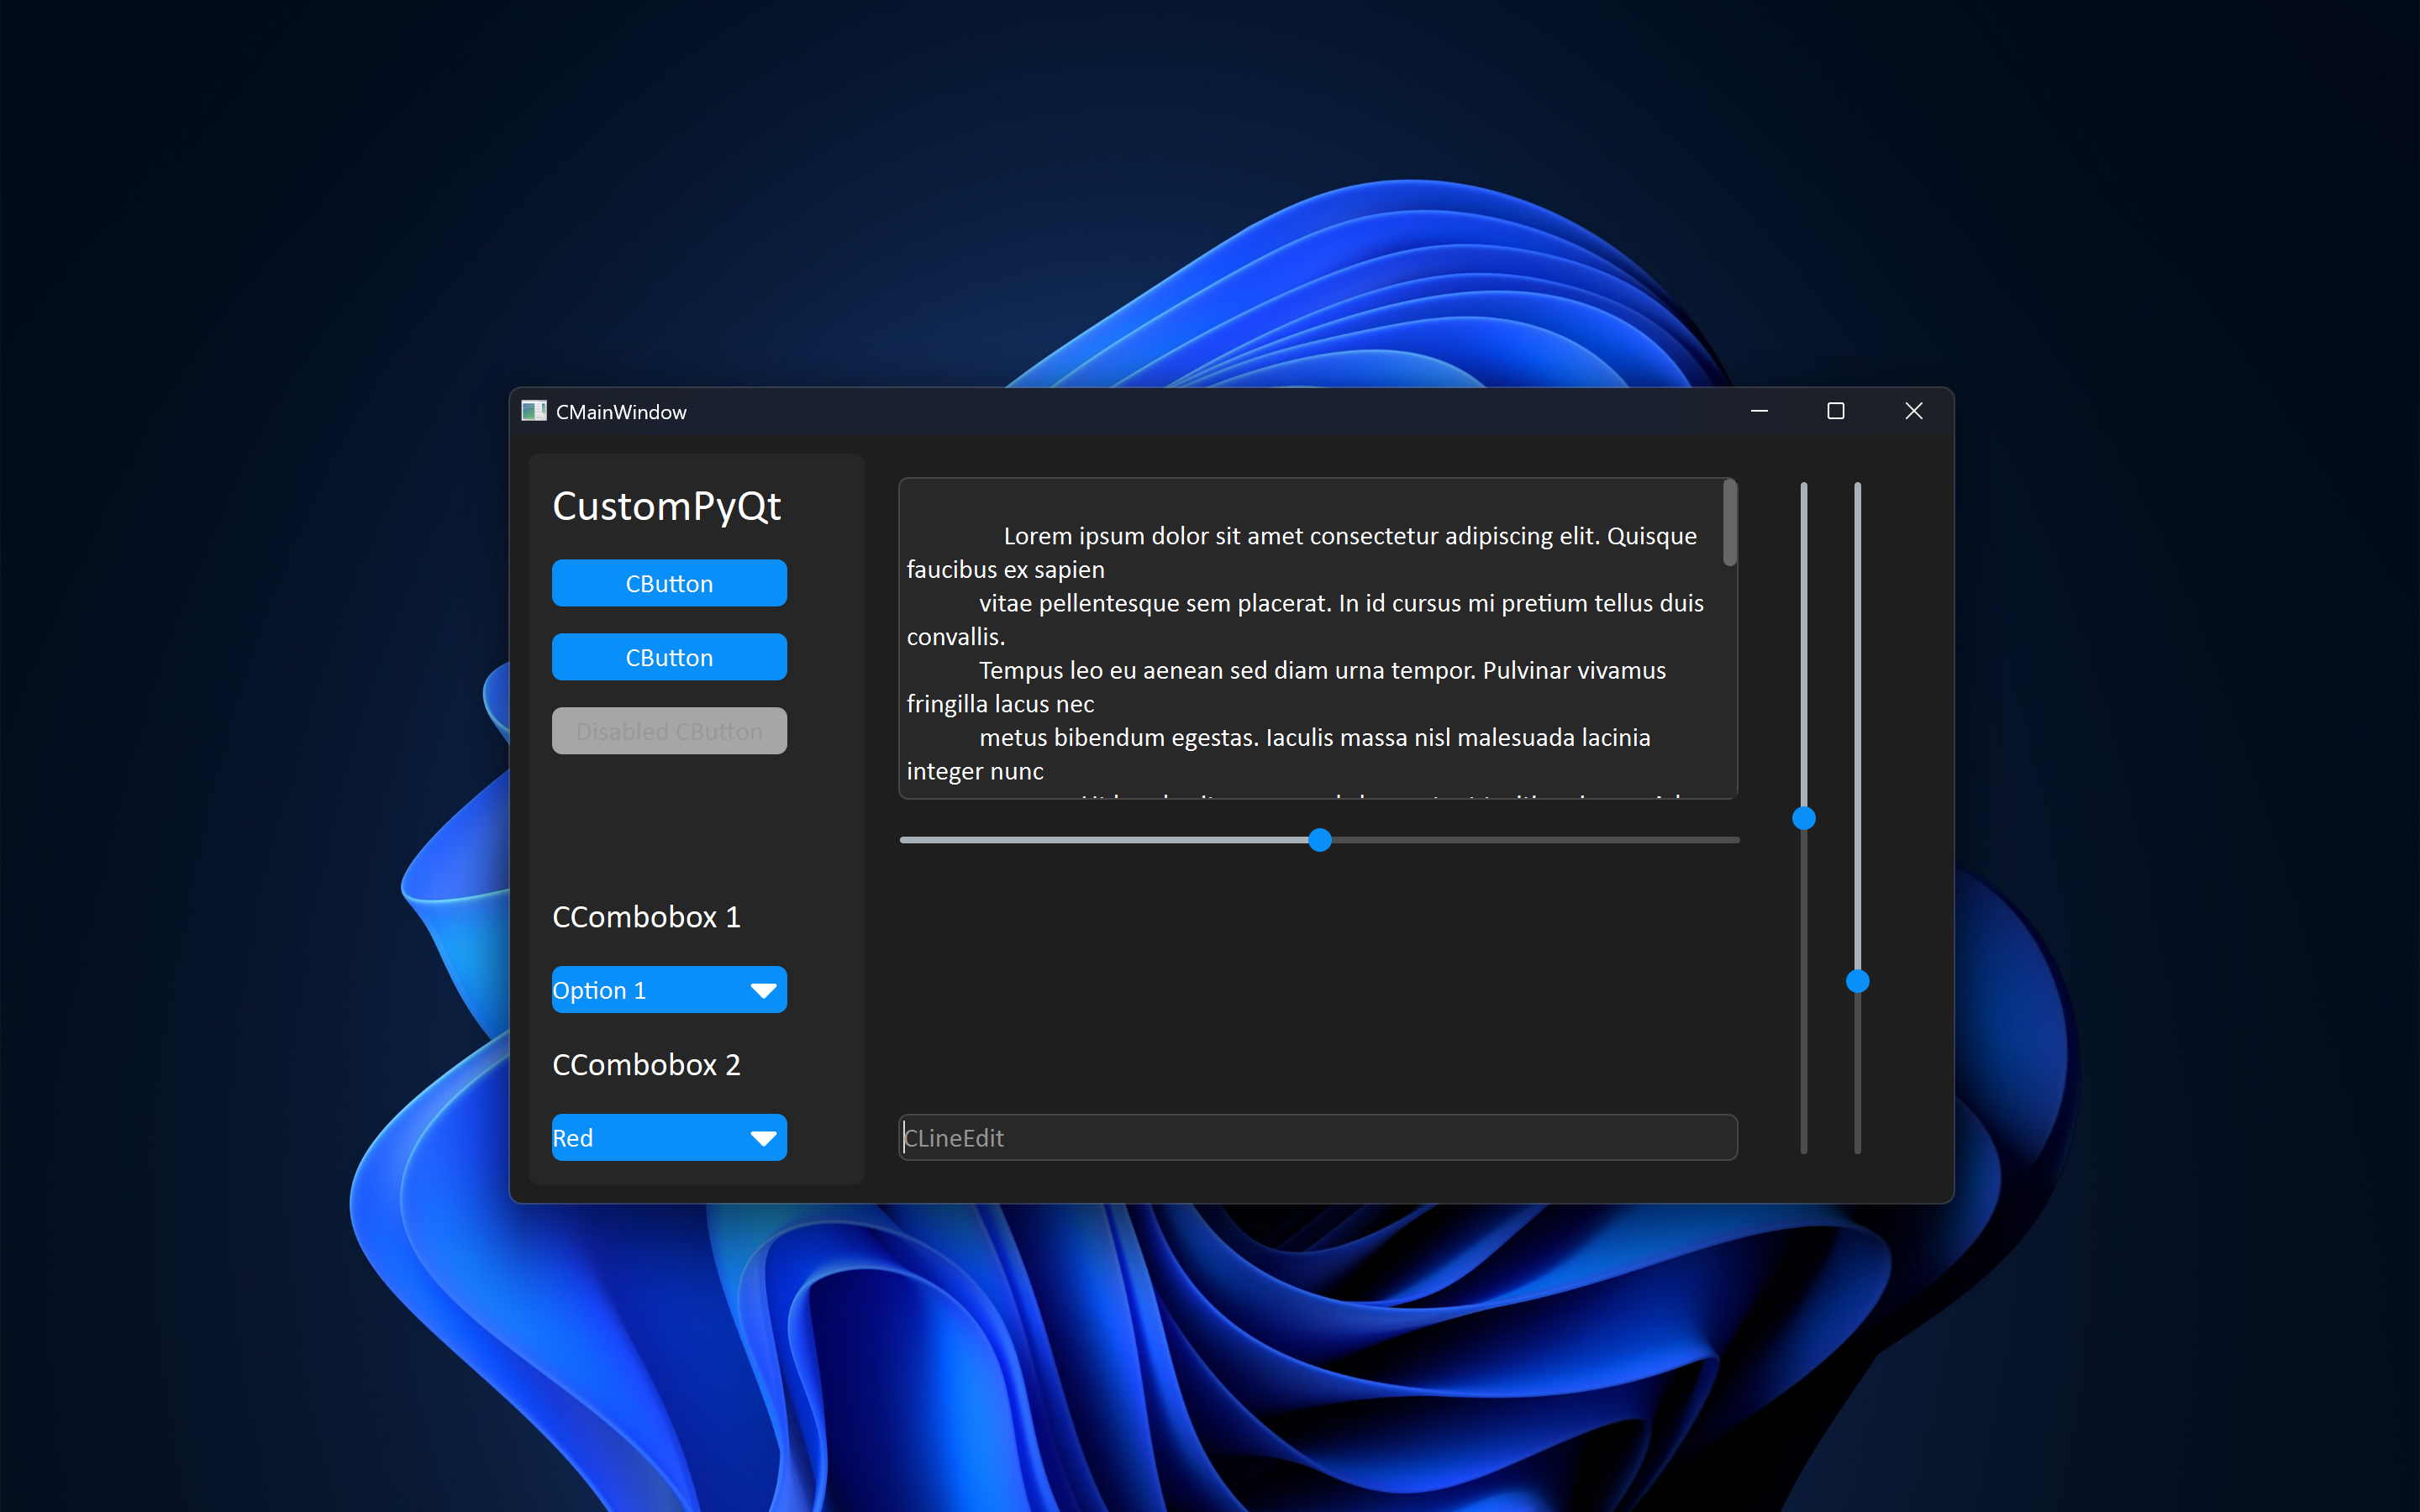 CMainWindow
CustomPyQt
CButton
CButton
Disabled CButton
CCombobox 1
Option 1
CCombobox 2
Red
Lorem ipsum dolor sit amet consectetur adipiscing elit. Quisque
faucibus ex sapien
vitae pellentesque sem placerat. In id cursus mi pretium tellus duis
convallis.
Tempus leo eu aenean sed diam urna tempor. Pulvinar vivamus
fringilla lacus nec
metus bibendum egestas. Iaculis massa nisl malesuada lacinia
integer nunc
CLineEdit